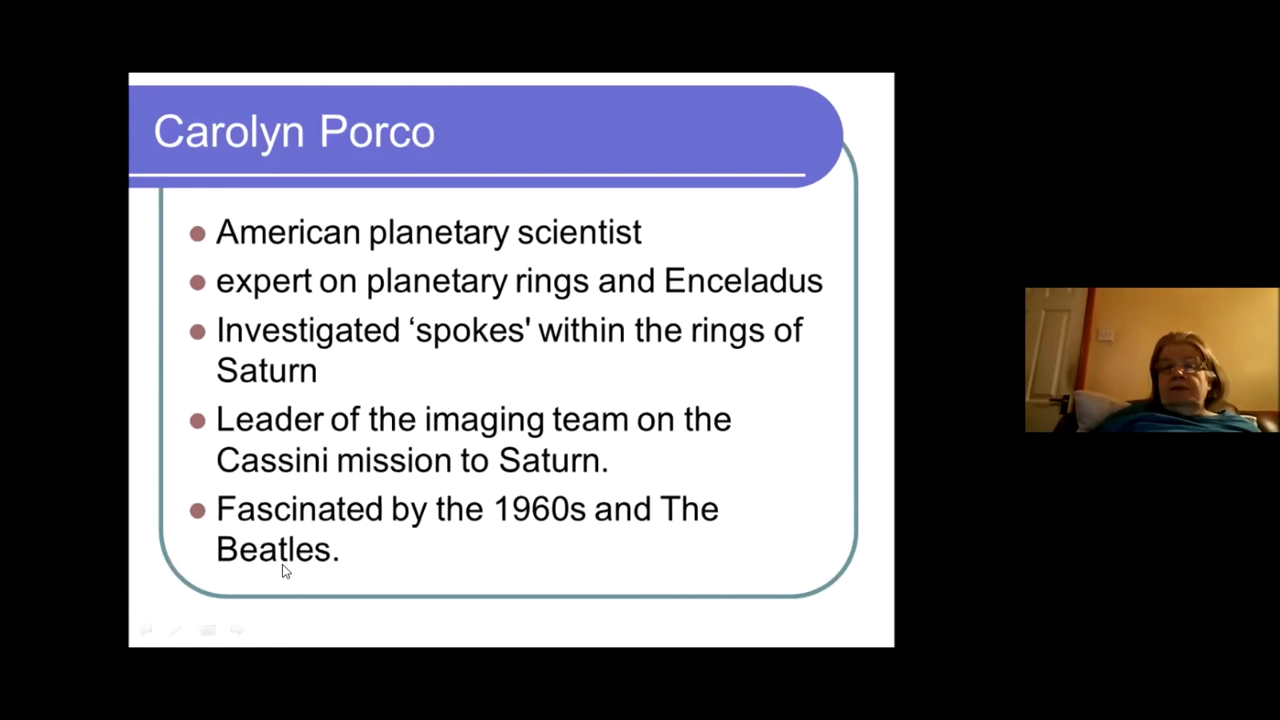 Carolyn Porco
American planetary scientist
expert on planetary rings and Enceladus
Investigated ‘spokes' within the rings of
Saturn
Leader of the imaging team on the
Cassini mission to Saturn.
Fascinated by the 1960s and The
Beatles.